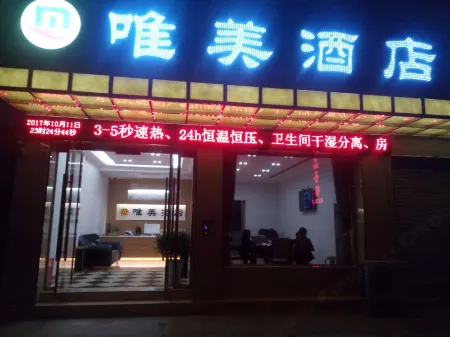 唯美酒店
2017年10月11日
23时24分44秒
3-5秒速热、24h恒温恒压、卫生间干湿分离、房
唯美酒店